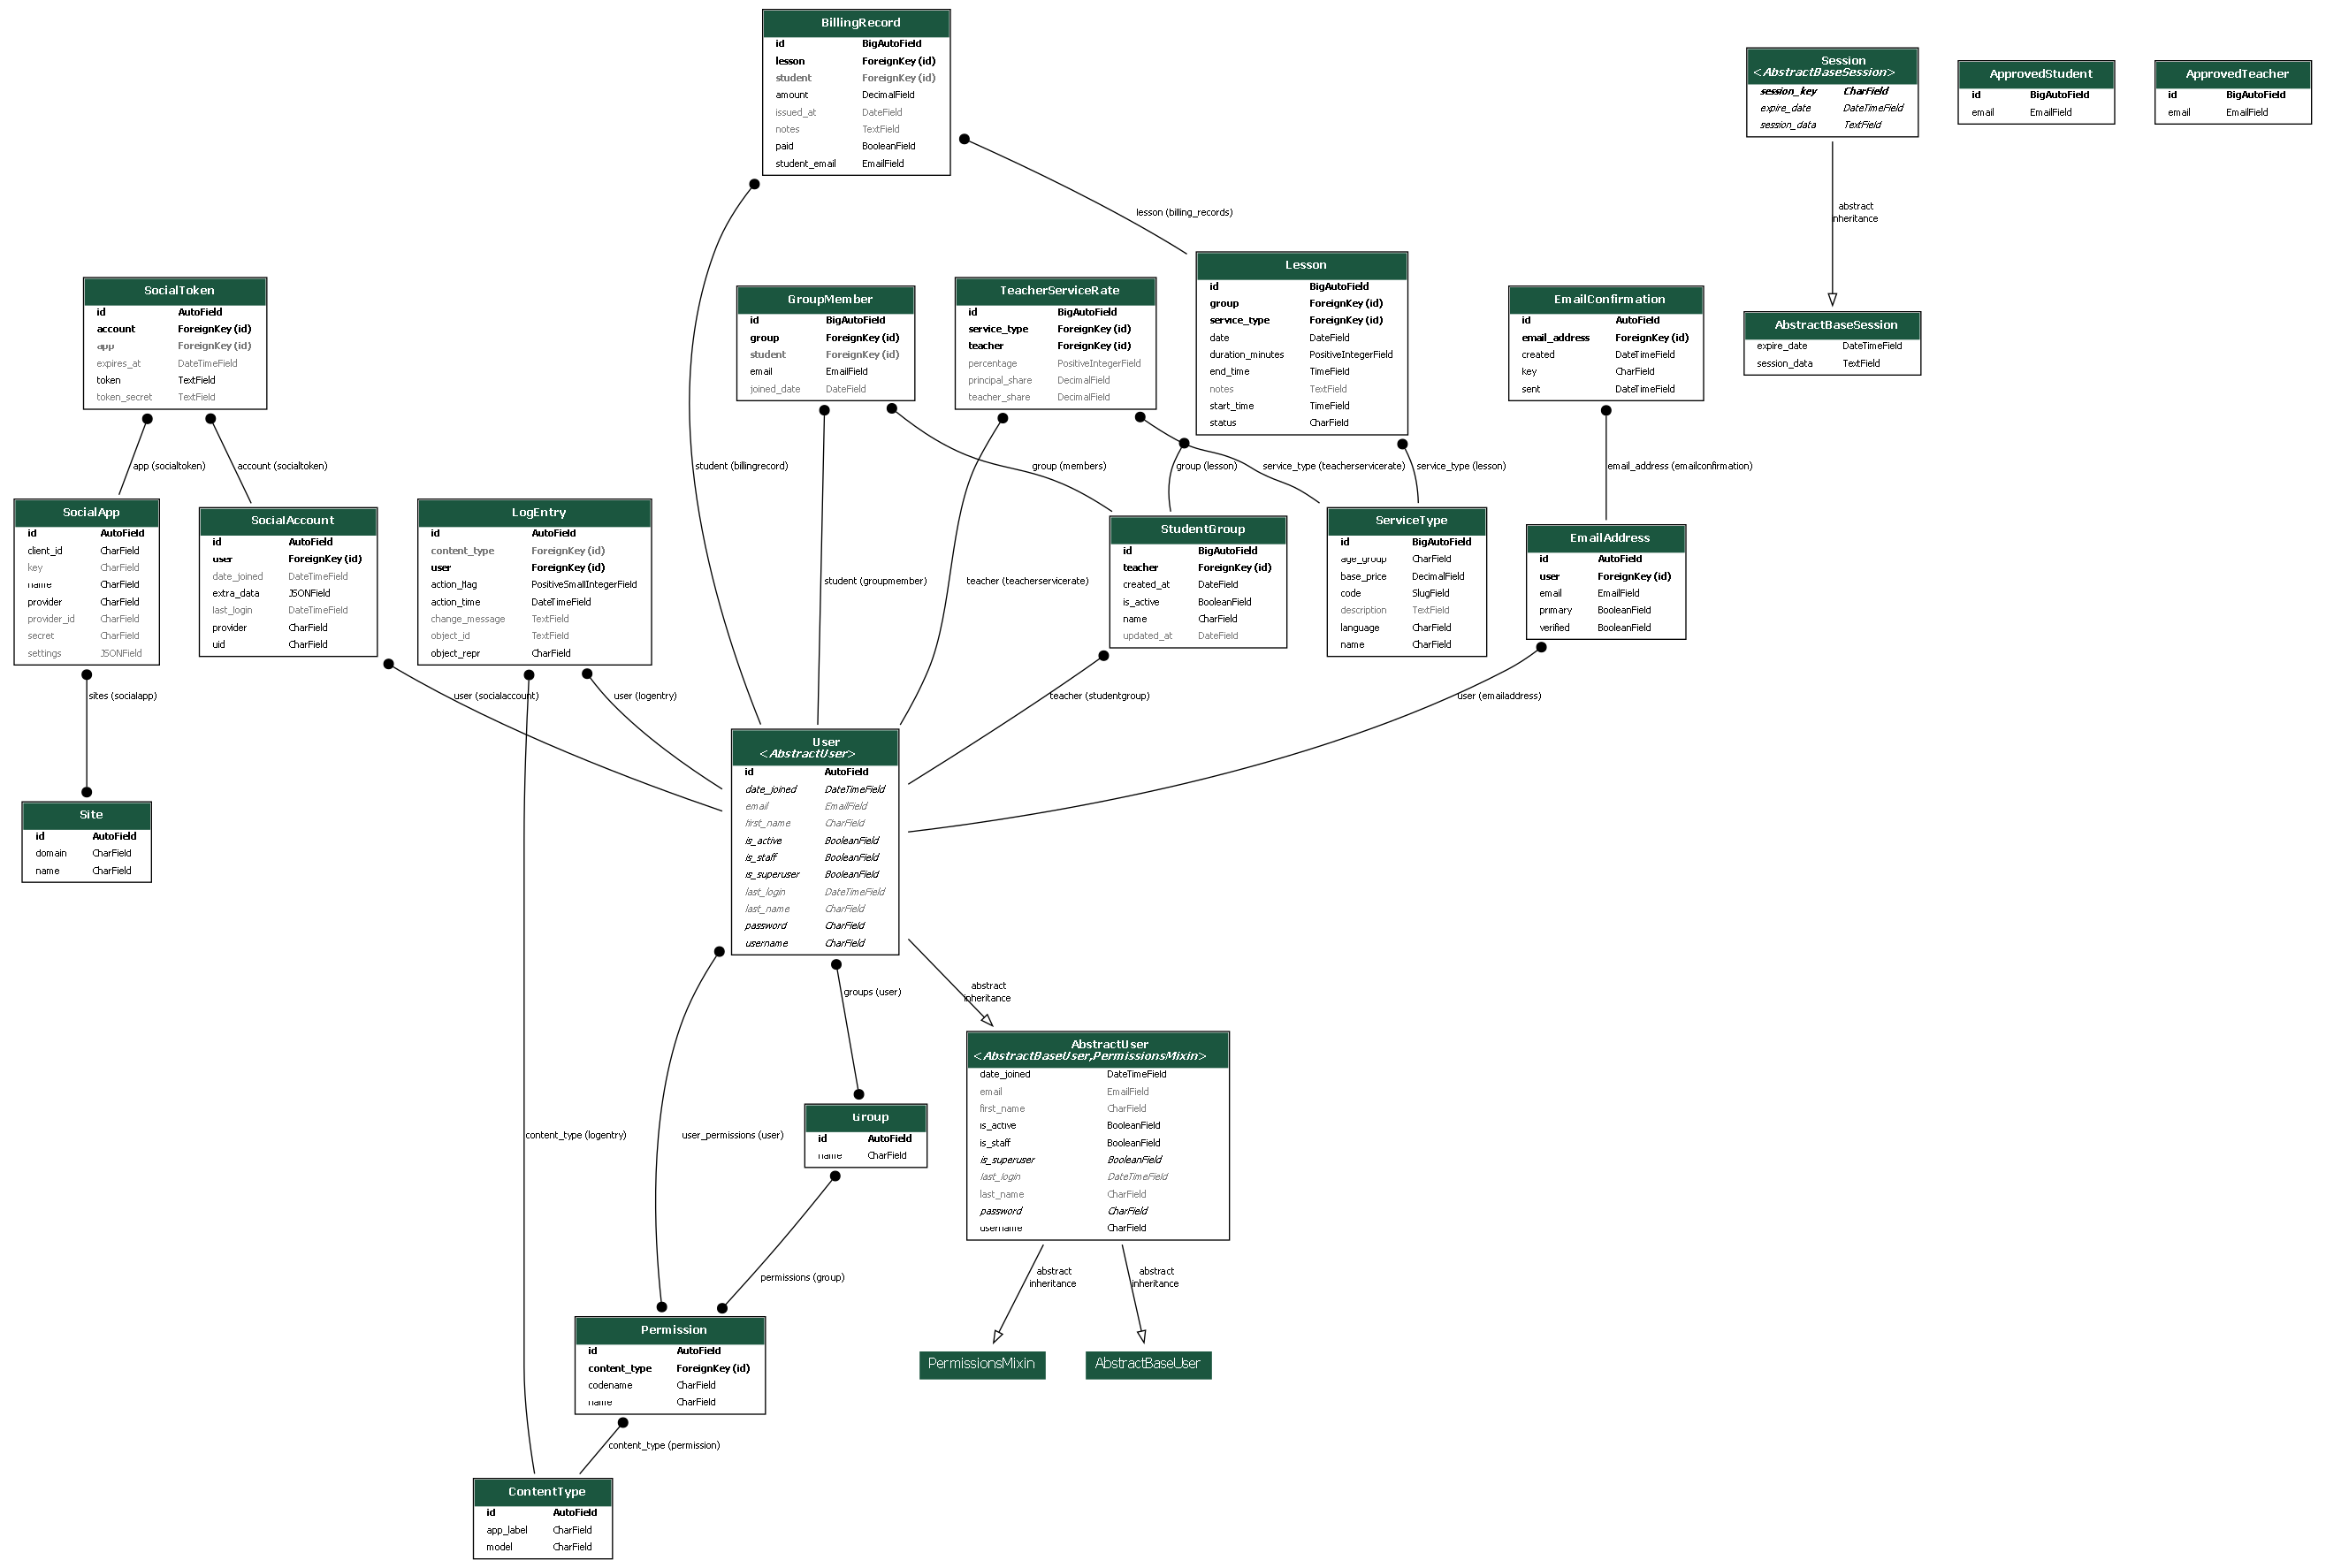 BillingRecord
id BigAutoField
lesson ForeignKey (id)
student ForeignKey (id)
amount DecimalField
issued_at DateField
notes TextField
paid BooleanField
student_email EmailField
Session
<AbstractBaseSession>
session_key CharField
expire_date DateTimeField
session_data TextField
ApprovedStudent
id BigAutoField
email EmailField
ApprovedTeacher
id BigAutoField
email EmailField
lesson (billing_records)
abstract
inheritance
SocialToken
id AutoField
account ForeignKey (id)
app ForeignKey (id)
expires_at DateTimeField
token TextField
token_secret TextField
GroupMember
id BigAutoField
group ForeignKey (id)
student ForeignKey (id)
email EmailField
joined_date DateField
TeacherServiceRate
id BigAutoField
service_type ForeignKey (id)
teacher ForeignKey (id)
percentage PositiveIntegerField
principal_share DecimalField
teacher_share DecimalField
Lesson
id BigAutoField
group ForeignKey (id)
service_type ForeignKey (id)
date DateField
duration_minutes PositiveIntegerField
end_time TimeField
notes TextField
start_time TimeField
status CharField
EmailConfirmation
id AutoField
email_address ForeignKey (id)
created DateTimeField
key CharField
sent DateTimeField
AbstractBaseSession
expire_date DateTimeField
session_data TextField
app (socialtoken)
account (socialtoken)
student (billingrecord)
group (members)
group (lesson)
service_type (teacherservicerate)
service_type (lesson)
email_address (emailconfirmation)
SocialApp
id AutoField
client_id CharField
key CharField
name CharField
provider CharField
provider_id CharField
secret CharField
settings JSONField
SocialAccount
id AutoField
user ForeignKey (id)
date_joined DateTimeField
extra_data JSONField
last_login DateTimeField
provider CharField
uid CharField
LogEntry
id AutoField
content_type ForeignKey (id)
user ForeignKey (id)
action_flag PositiveSmallIntegerField
action_time DateTimeField
change_message TextField
object_id TextField
object_repr CharField
student (groupmember)
teacher (teacherservicerate)
StudentGroup
id BigAutoField
teacher ForeignKey (id)
created_at DateField
is_active BooleanField
name CharField
updated_at DateField
ServiceType
id BigAutoField
age_group CharField
base_price DecimalField
code SlugField
description TextField
language CharField
name CharField
EmailAddress
id AutoField
user ForeignKey (id)
email EmailField
primary BooleanField
verified BooleanField
sites (socialapp)
user (socialaccount)
user (logentry)
teacher (studentgroup)
user (emailaddress)
Site
id AutoField
domain CharField
name CharField
User
<AbstractUser>
id AutoField
date_joined DateTimeField
email EmailField
first_name CharField
is_active BooleanField
is_staff BooleanField
is_superuser BooleanField
last_login DateTimeField
last_name CharField
password CharField
username CharField
groups (user)
abstract
inheritance
content_type (logentry)
user_permissions (user)
Group
id AutoField
name CharField
AbstractUser
<AbstractBaseUser,PermissionsMixin>
date_joined DateTimeField
email EmailField
first_name CharField
is_active BooleanField
is_staff BooleanField
is_superuser BooleanField
last_login DateTimeField
last_name CharField
password CharField
username CharField
permissions (group)
abstract
inheritance
abstract
inheritance
Permission
id AutoField
content_type ForeignKey (id)
codename CharField
name CharField
PermissionsMixin
AbstractBaseUser
content_type (permission)
ContentType
id AutoField
app_label CharField
model CharField